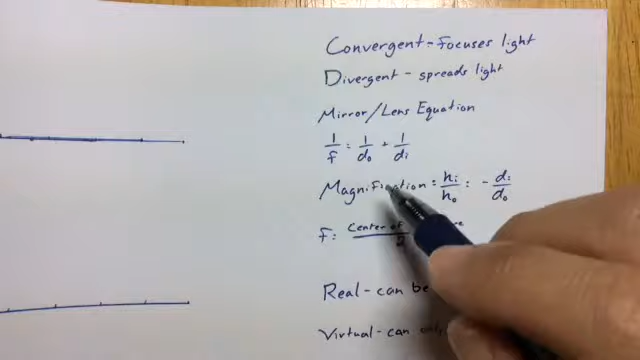 Convergent - Focuses light
Divergent - spreads light
Mirror/Lens Equation
1/f = 1/do + 1/di
Magnification = hi/ho = - di/do
F = Center of / 2
Real - can be
Virtual - can only